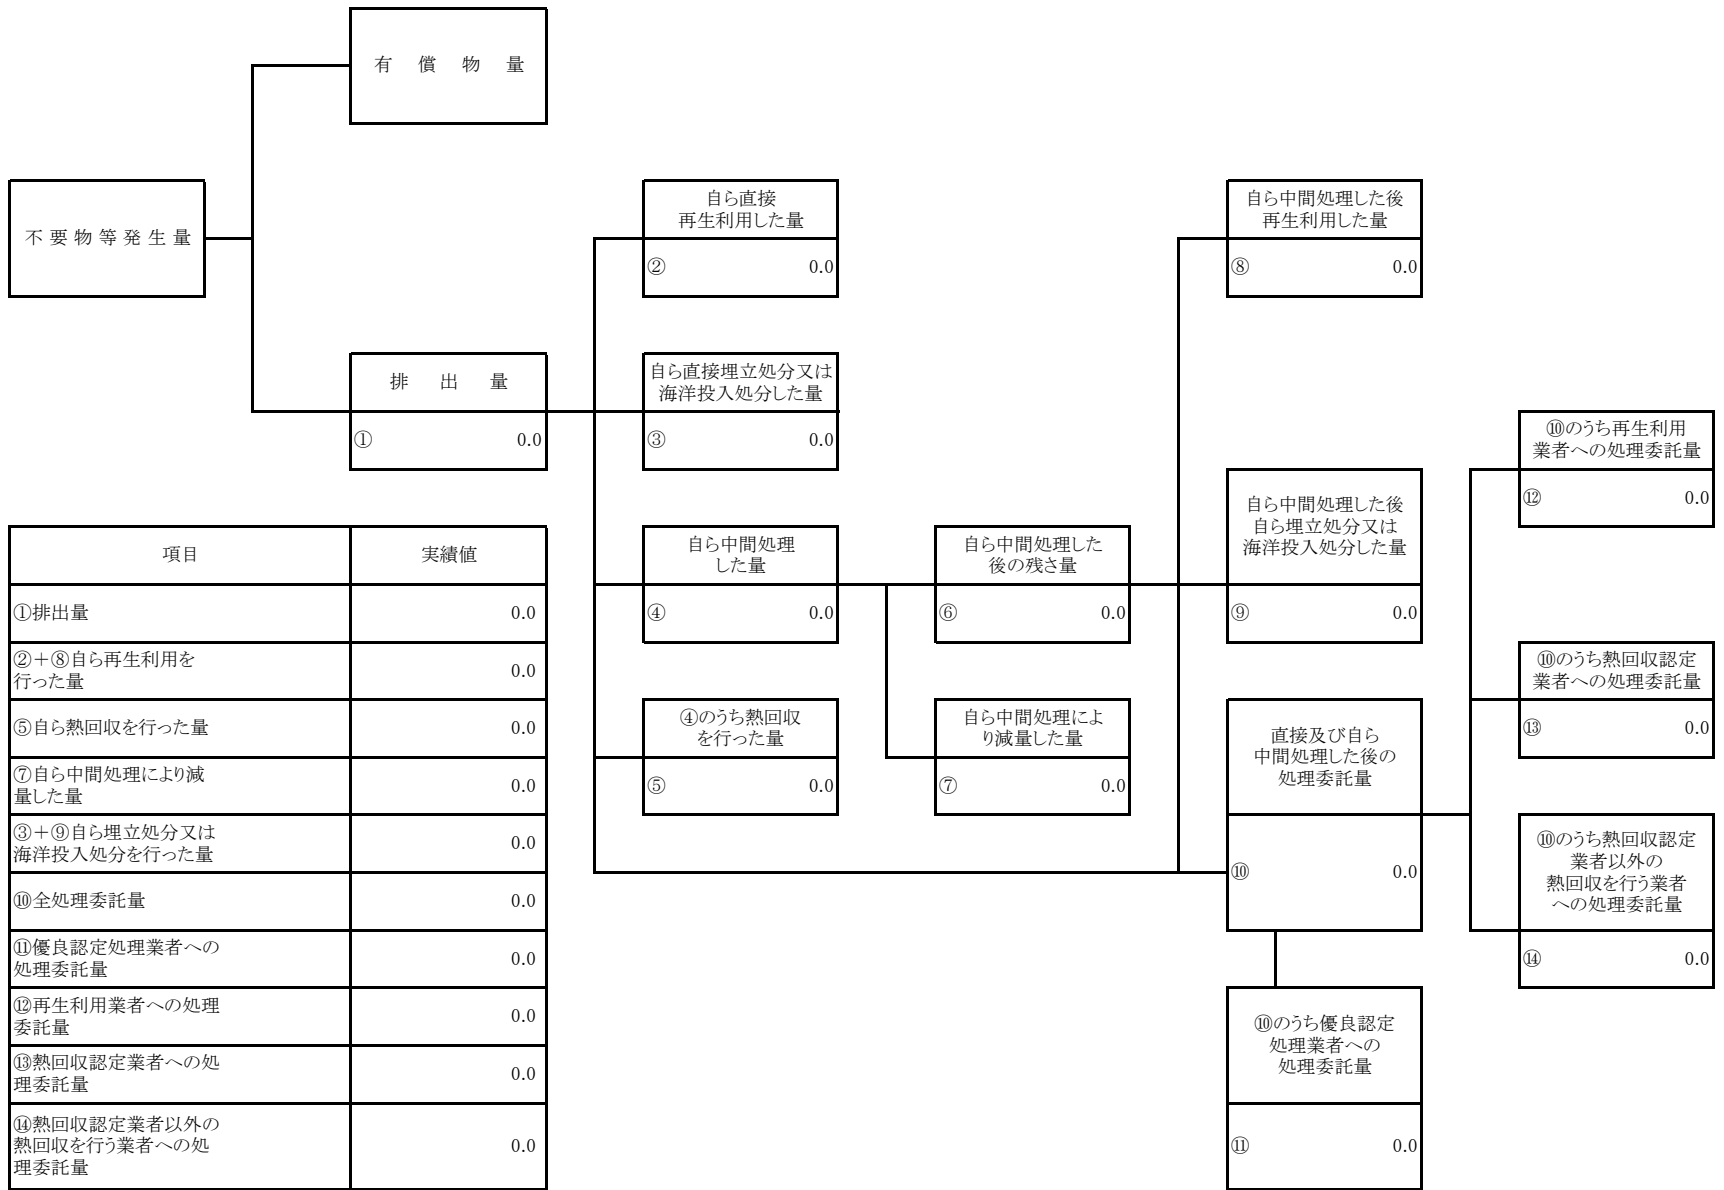 有 償 物 量
不要物等発生量
排 出 量
① 0.0
自ら直接
再生利用した量
② 0.0
自ら直接埋立処分又は
海洋投入処分した量
③ 0.0
自ら中間処理
した量
④ 0.0
④のうち熱回収
を行った量
⑤ 0.0
自ら中間処理した
後の残さ量
⑥ 0.0
自ら中間処理によ
り減量した量
⑦ 0.0
自ら中間処理した後
再生利用した量
⑧ 0.0
自ら中間処理した後
自ら埋立処分又は
海洋投入処分した量
⑨ 0.0
直接及び自ら
中間処理した後の
処理委託量
⑩ 0.0
⑩のうち優良認定
処理業者への
処理委託量
⑪ 0.0
⑩のうち再生利用
業者への処理委託量
⑫ 0.0
⑩のうち熱回収認定
業者への処理委託量
⑬ 0.0
⑩のうち熱回収認定
業者以外の
熱回収を行う業者
への処理委託量
⑭ 0.0
項目 実績値
①排出量 0.0
②＋⑧自ら再生利用を
行った量 0.0
⑤自ら熱回収を行った量 0.0
⑦自ら中間処理により減
量した量 0.0
③＋⑨自ら埋立処分又は
海洋投入処分を行った量 0.0
⑩全処理委託量 0.0
⑪優良認定処理業者への
処理委託量 0.0
⑫再生利用業者への処理
委託量 0.0
⑬熱回収認定業者への処
理委託量 0.0
⑭熱回収認定業者以外の
熱回収を行う業者への処
理委託量 0.0